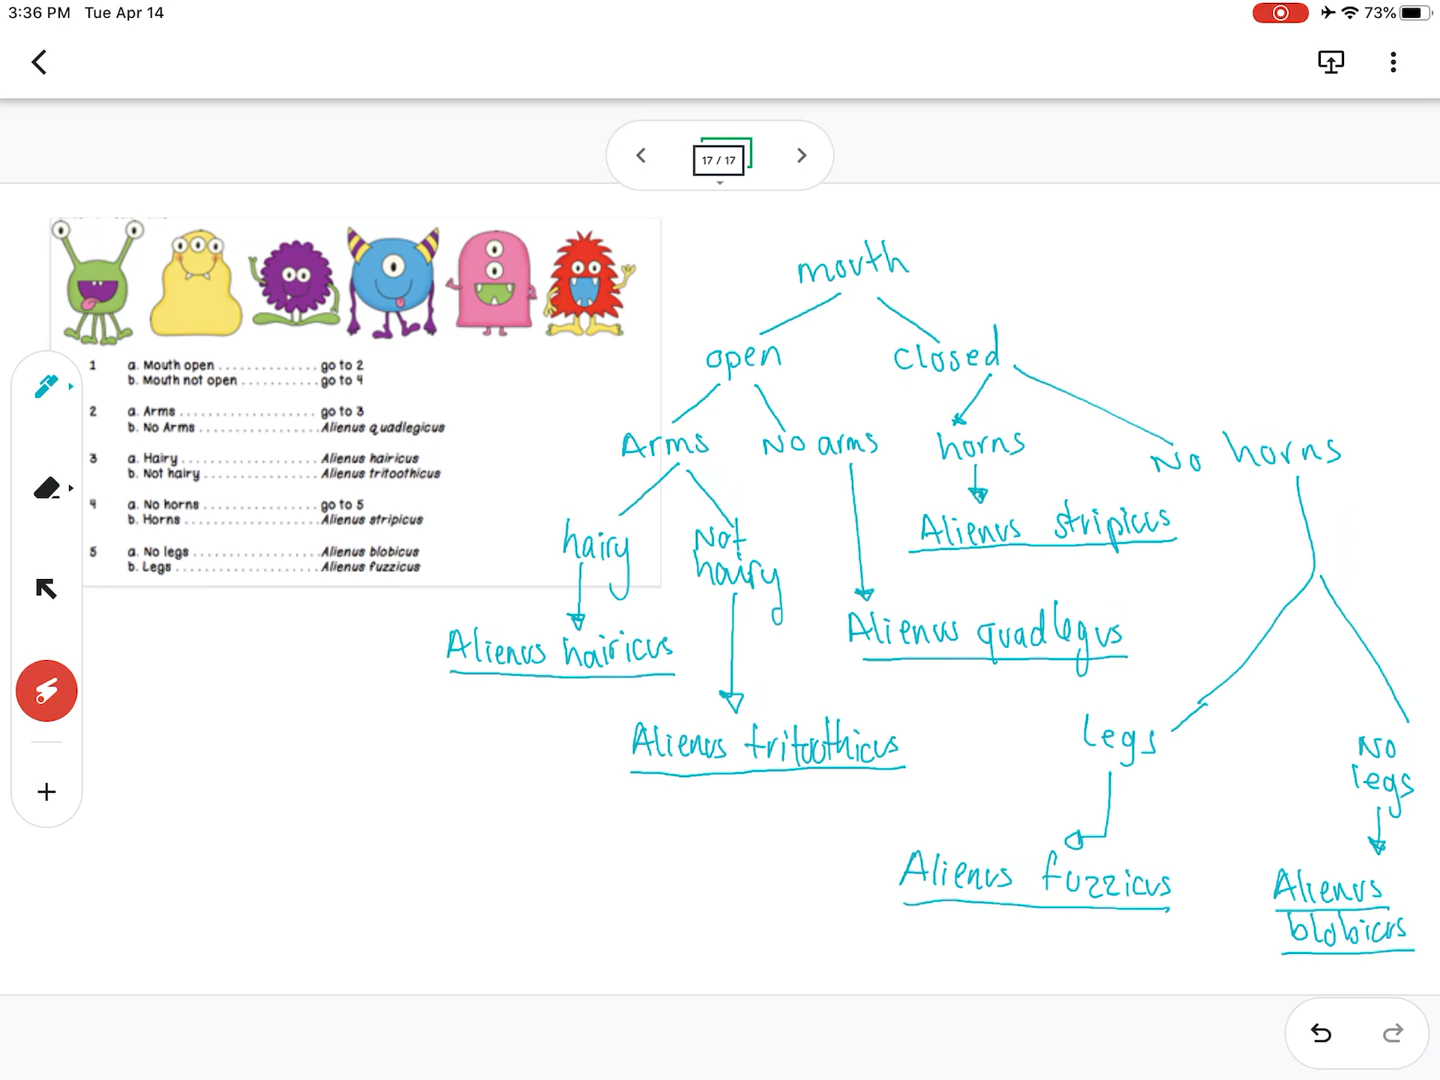 3:36 PM Tue Apr 14
73%
17 / 17
1 a. Mouth open .................... go to 2
b. Mouth not open ............... go to 4
2 a. Arms .......................... go to 3
b. No Arms ....................... Alienus quadlegicus
3 a. Hairy ......................... Alienus hairicus
b. Not hairy ..................... Alienus tritoothicus
4 a. No horns ...................... go to 5
b. Horns ......................... Alienus stripicus
5 a. No legs ....................... Alienus blobicus
b. Legs .......................... Alienus fuzzicus
mouth
open closed
Arms No arms horns No horns
hairy Not
hairy
Alienus stripicus
Alienus hairicus
Alienus quadlegus
Alienus tritoothicus
Legs
No
legs
Alienus fuzzicus
Alienus
blobicus